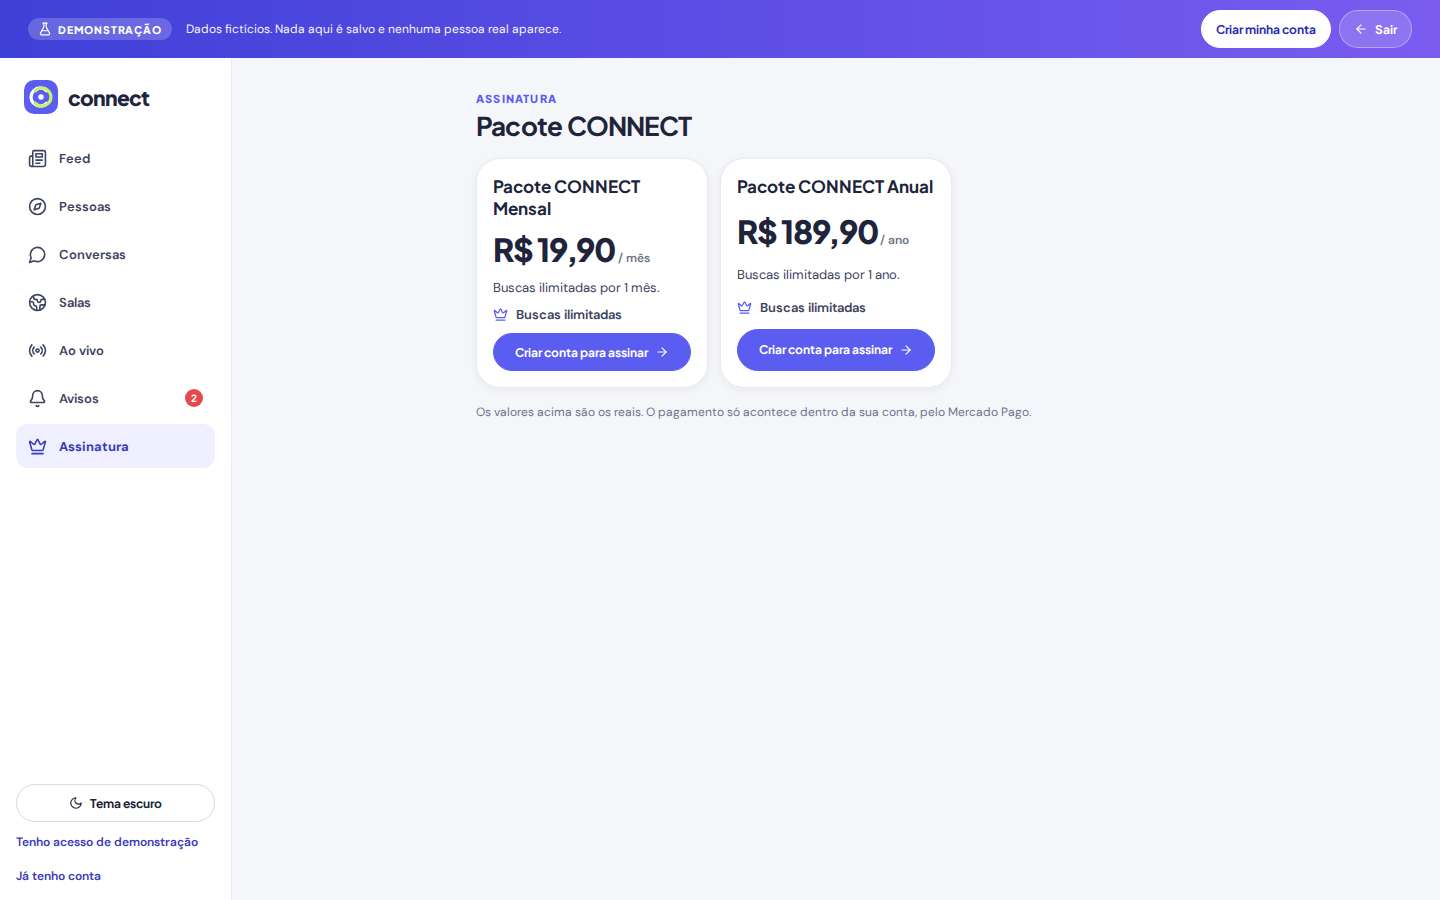 DEMONSTRAÇÃO
Dados fictícios. Nada aqui é salvo e nenhuma pessoa real aparece.
Criar minha conta
Sair
connect
Feed
Pessoas
Conversas
Salas
Ao vivo
Avisos
2
Assinatura
Tema escuro
Tenho acesso de demonstração
Já tenho conta
ASSINATURA
Pacote CONNECT
Pacote CONNECT
Mensal
R$ 19,90 / mês
Buscas ilimitadas por 1 mês.
Buscas ilimitadas
Criar conta para assinar
Pacote CONNECT Anual
R$ 189,90 / ano
Buscas ilimitadas por 1 ano.
Buscas ilimitadas
Criar conta para assinar
Os valores acima são os reais. O pagamento só acontece dentro da sua conta, pelo Mercado Pago.